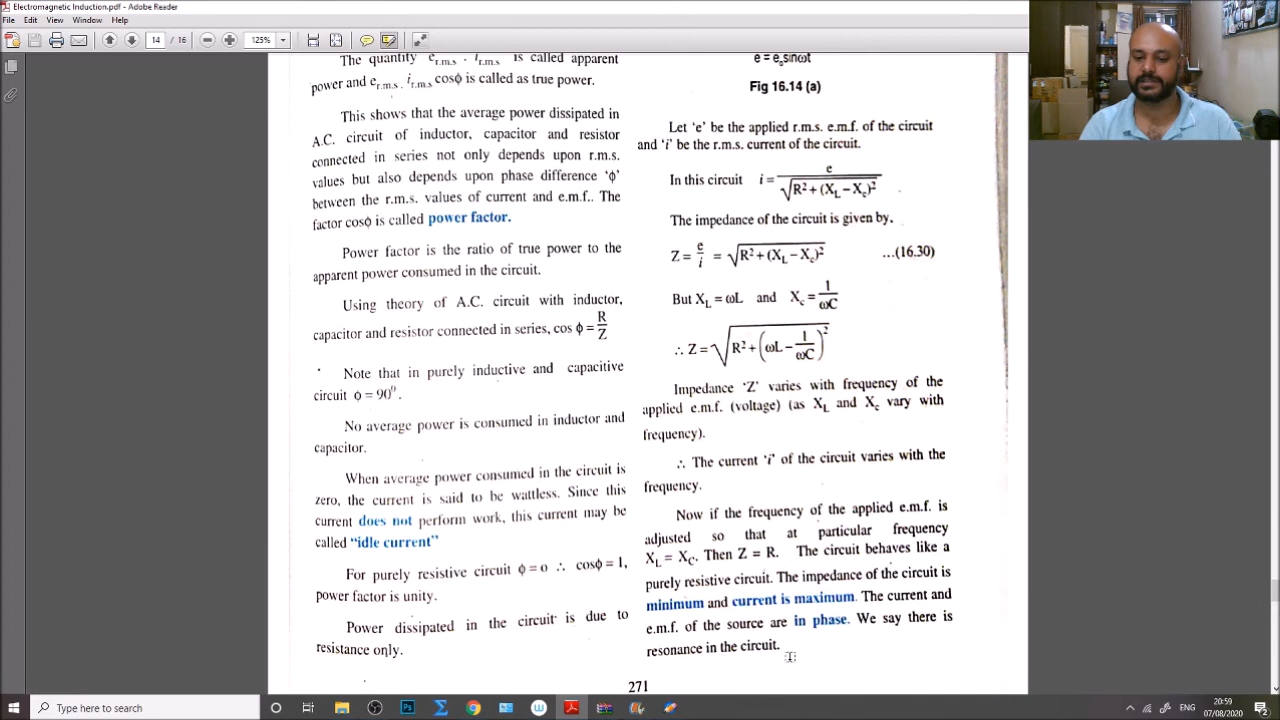 Electromagnetic Induction.pdf - Adobe Reader
File Edit View Window Help
14 / 16 125%
The quantity e r.m.s . i r.m.s is called apparent
power and e r.m.s. i r.m.s cosϕ is called as true power.
This shows that the average power dissipated in
A.C. circuit of inductor, capacitor and resistor
connected in series not only depends upon r.m.s.
values but also depends upon phase difference ‘ϕ’
between the r.m.s. values of current and e.m.f.. The
factor cosϕ is called power factor.
Power factor is the ratio of true power to the
apparent power consumed in the circuit.
Using theory of A.C. circuit with inductor,
capacitor and resistor connected in series, cos ϕ = R/Z
Note that in purely inductive and capacitive
circuit ϕ = 90⁰.
No average power is consumed in inductor and
capacitor.
When average power consumed in the circuit is
zero, the current is said to be wattless. Since this
current does not perform work, this current may be
called “idle current”
For purely resistive circuit ϕ = o ∴ cosϕ = 1,
power factor is unity.
Power dissipated in the circuit is due to
resistance only.
e = e₀sinωt
Fig 16.14 (a)
Let ‘e’ be the applied r.m.s. e.m.f. of the circuit
and ‘i’ be the r.m.s. current of the circuit.
In this circuit i = e/√(R² + (X_L – X_c)²)
The impedance of the circuit is given by.
Z = e/i = √(R² + (X_L – X_c)²) ...(16.30)
But X_L = ωL and X_c = 1/ωC
∴ Z = √(R² + (ωL – 1/ωC)²)
Impedance ‘Z’ varies with frequency of the
applied e.m.f. (voltage) (as X_L and X_c vary with
frequency).
∴ The current ‘i’ of the circuit varies with the
frequency.
Now if the frequency of the applied e.m.f. is
adjusted so that at particular frequency
X_L = X_C. Then Z = R. The circuit behaves like a
purely resistive circuit. The impedance of the circuit is
minimum and current is maximum. The current and
e.m.f. of the source are in phase. We say there is
resonance in the circuit.
271
Type here to search
ENG
20:59
07/08/2020
2